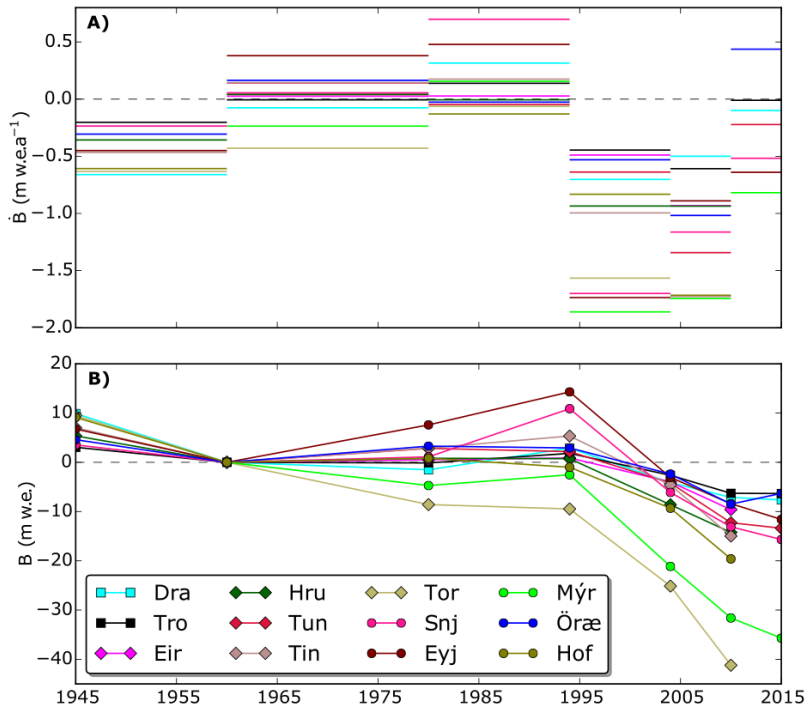 A)
0.5
0.0
−0.5
−1.0
−1.5
−2.0
Ḃ (m w.e.a⁻¹)
B)
20
10
0
−10
−20
−30
−40
B (m w.e.)
Dra Hru Tor Mýr
Tro Tun Snj Öræ
Eir Tin Eyj Hof
1945 1955 1965 1975 1985 1995 2005 2015